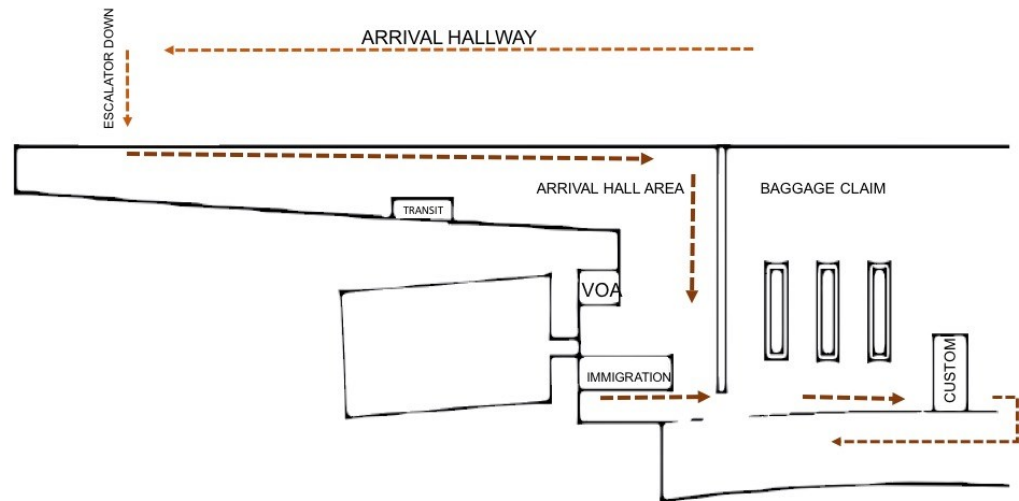 ARRIVAL HALLWAY
ESCALATOR DOWN
ARRIVAL HALL AREA
BAGGAGE CLAIM
TRANSIT
VOA
IMMIGRATION
CUSTOM